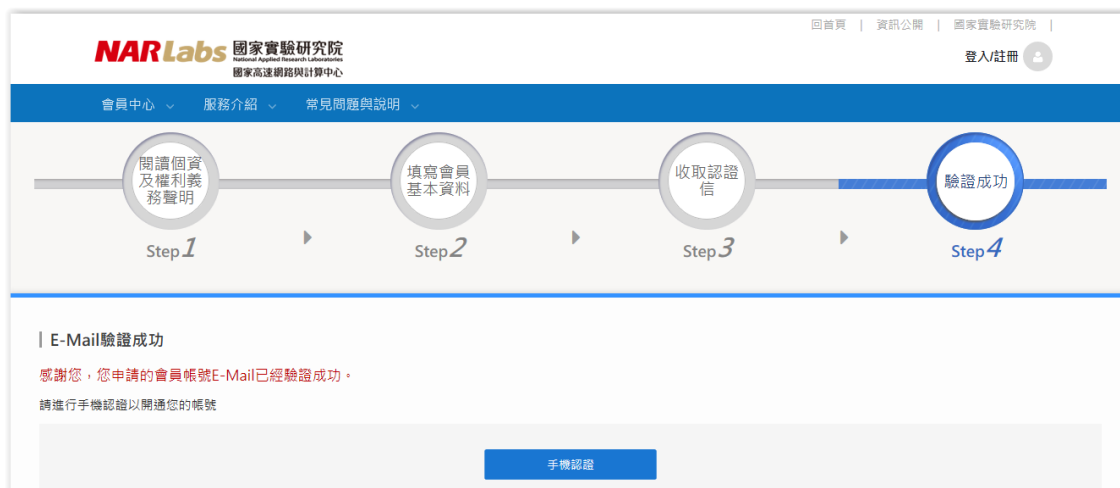 回首頁 | 資訊公開 | 國家實驗研究院 |
NARLabs 國家實驗研究院
National Applied Research Laboratories
國家高速網路與計算中心
登入/註冊
會員中心 服務介紹 常見問題與說明
閱讀個資及權利義務聲明
填寫會員基本資料
收取認證信
驗證成功
Step1
Step2
Step3
Step4
E-Mail驗證成功
感謝您，您申請的會員帳號E-Mail已經驗證成功。
請進行手機認證以開通您的帳號
手機認證